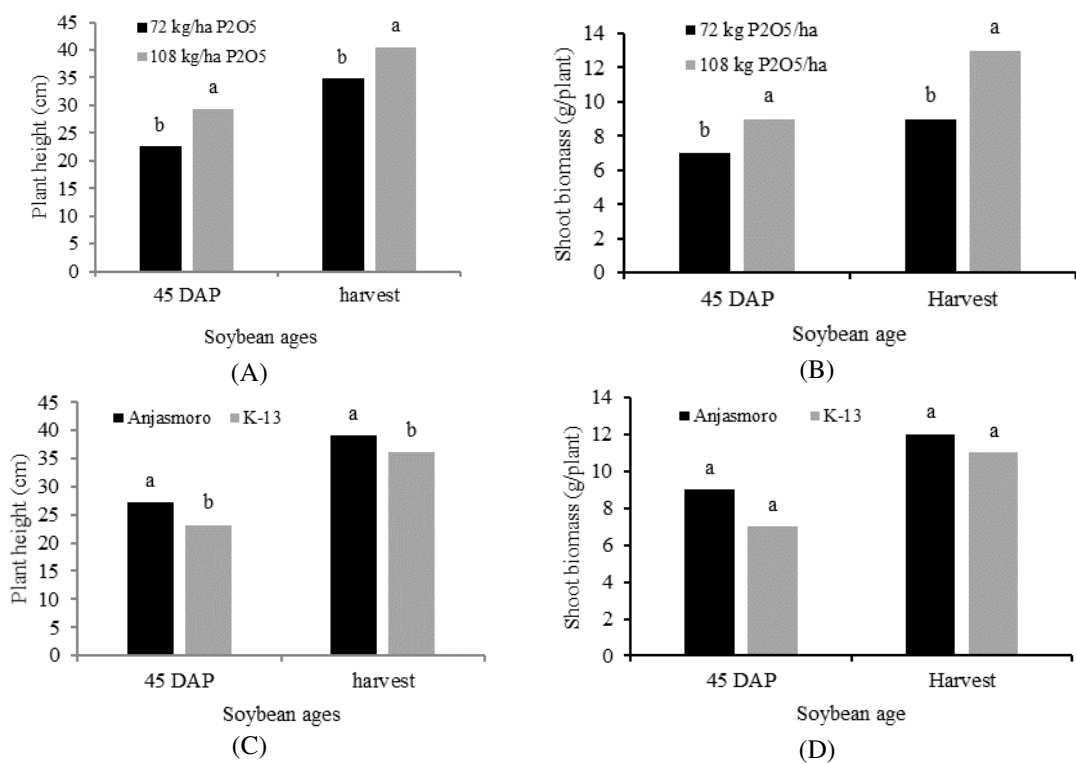 45
40
35
30
25
20
15
10
5
0
Plant height (cm)
72 kg/ha P2O5
108 kg/ha P2O5
b
a
b
a
45 DAP
harvest
Soybean ages
(A)
14
12
10
8
6
4
2
0
Shoot biomass (g/plant)
72 kg P2O5/ha
108 kg P2O5/ha
b
a
b
a
45 DAP
Harvest
Soybean age
(B)
45
40
35
30
25
20
15
10
5
0
Plant height (cm)
Anjasmoro
K-13
a
b
a
b
45 DAP
harvest
Soybean ages
(C)
14
12
10
8
6
4
2
0
Shoot biomass (g/plant)
Anjasmoro
K-13
a
a
a
a
45 DAP
Harvest
Soybean age
(D)